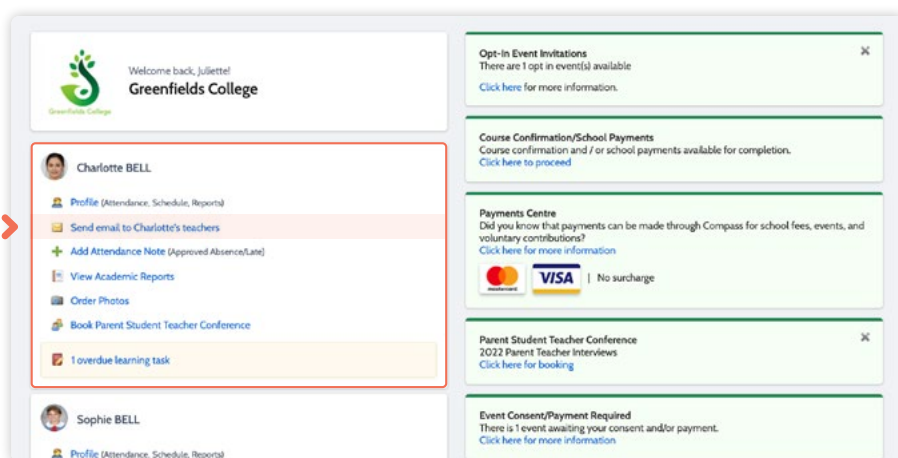 Welcome back, Juliette!
Greenfields College
Greenfields College
Charlotte BELL
Profile (Attendance, Schedule, Reports)
Send email to Charlotte's teachers
Add Attendance Note (Approved Absence/Late)
View Academic Reports
Order Photos
Book Parent Student Teacher Conference
1 overdue learning task
Sophie BELL
Profile (Attendance, Schedule, Reports)
Opt-In Event Invitations
There are 1 opt in event(s) available
Click here for more information.
Course Confirmation/School Payments
Course confirmation and / or school payments available for completion.
Click here to proceed
Payments Centre
Did you know that payments can be made through Compass for school fees, events, and
voluntary contributions?
Click here for more information
mastercard VISA | No surcharge
Parent Student Teacher Conference
2022 Parent Teacher Interviews
Click here for booking
Event Consent/Payment Required
There is 1 event awaiting your consent and/or payment.
Click here for more information